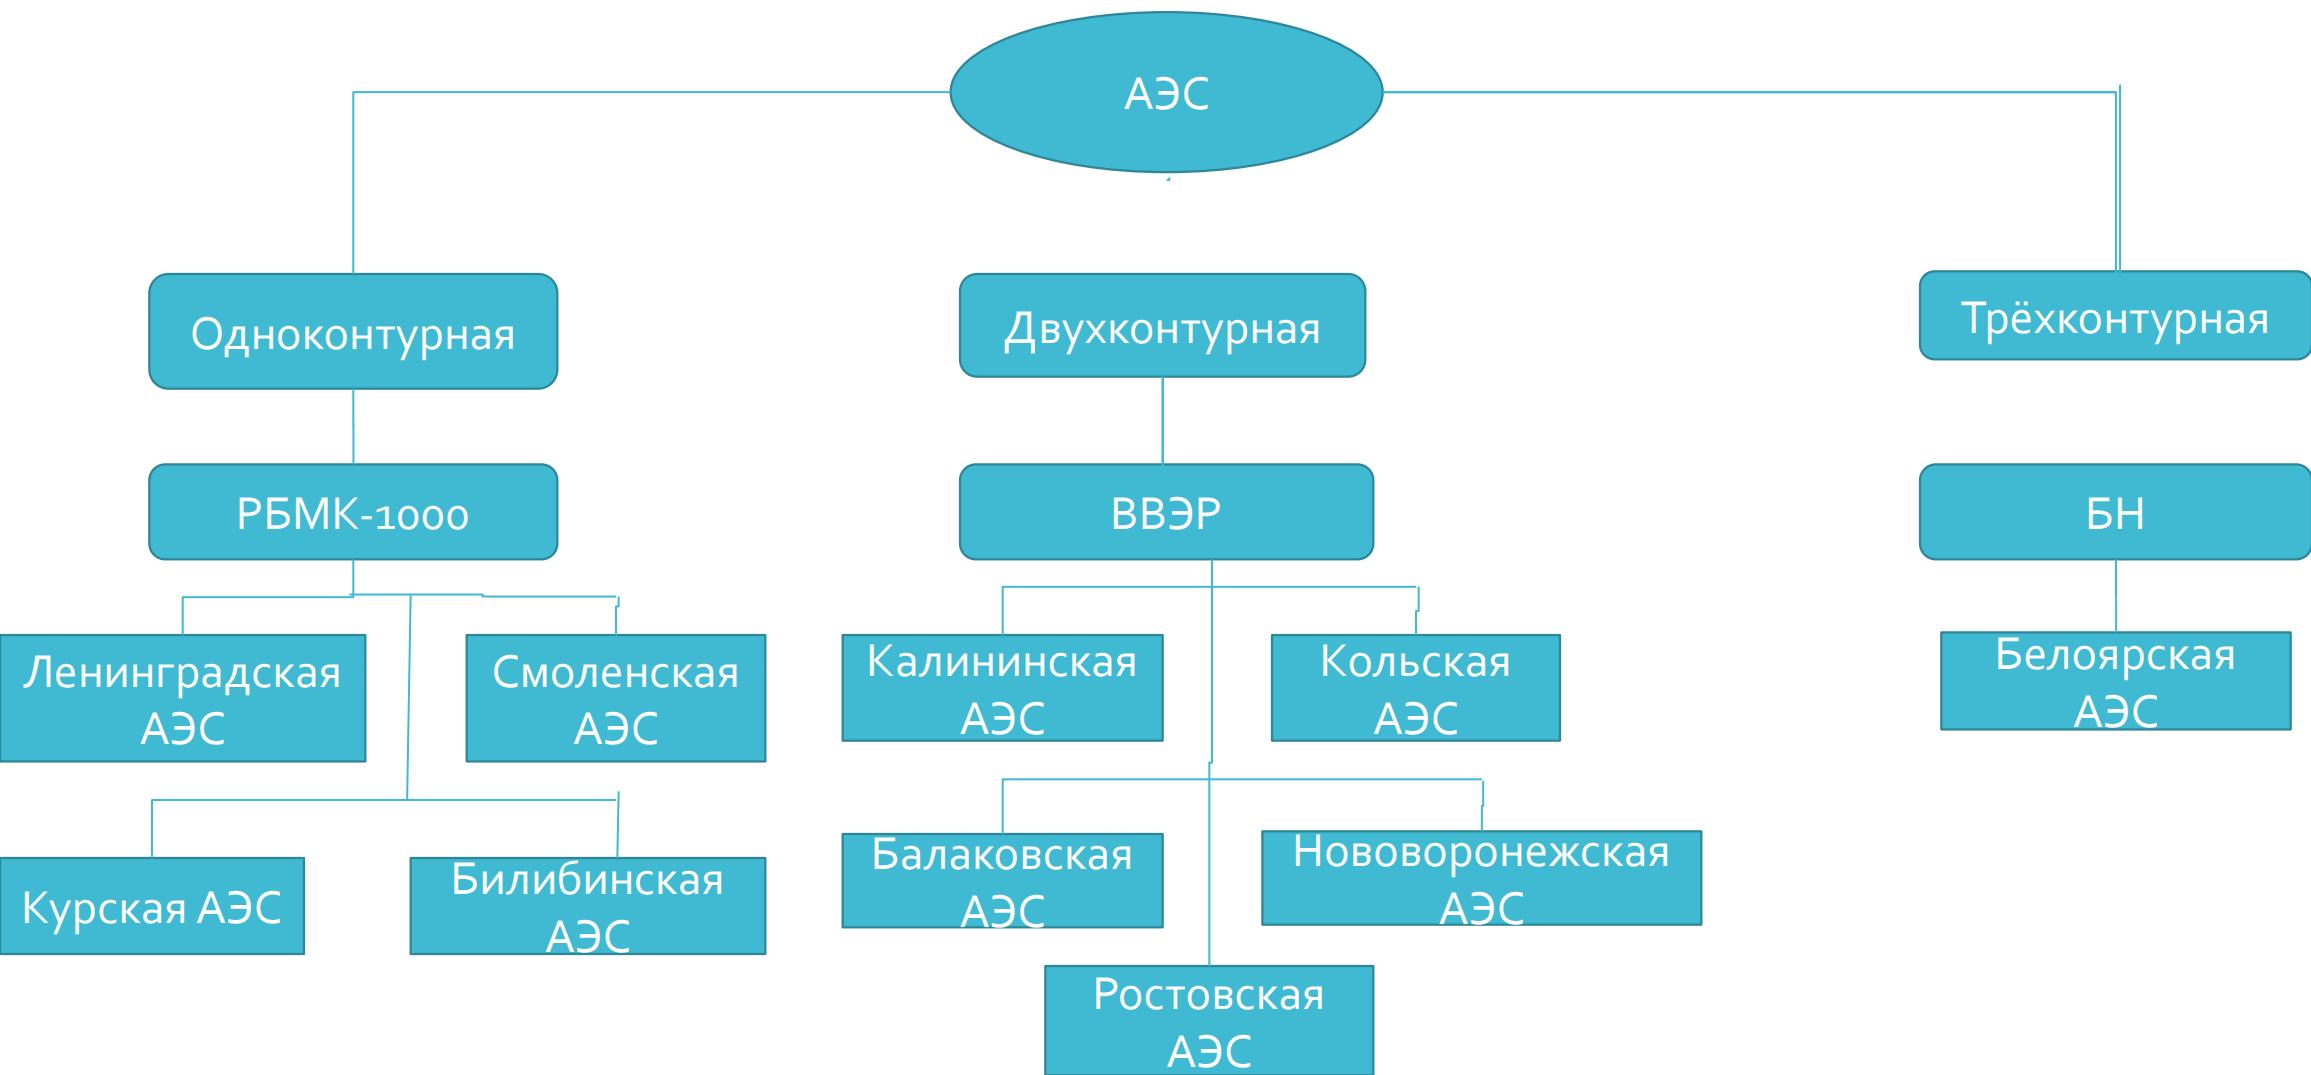 АЭС
Одноконтурная
Двухконтурная
Трёхконтурная
РБМК-1000
ВВЭР
БН
Ленинградская
АЭС
Смоленская
АЭС
Калининская
АЭС
Кольская
АЭС
Белоярская
АЭС
Курская АЭС
Билибинская
АЭС
Балаковская
АЭС
Нововоронежская
АЭС
Ростовская
АЭС